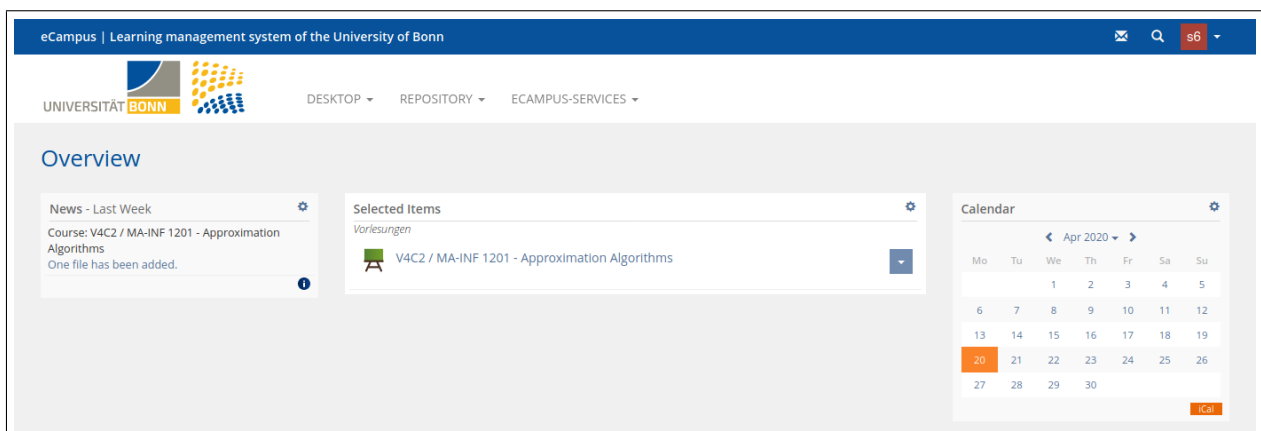 eCampus | Learning management system of the University of Bonn
s6
UNIVERSITÄT BONN
DESKTOP REPOSITORY ECAMPUS-SERVICES
Overview
News - Last Week
Course: V4C2 / MA-INF 1201 - Approximation
Algorithms
One file has been added.
Selected Items
Vorlesungen
V4C2 / MA-INF 1201 - Approximation Algorithms
Calendar
Apr 2020
Mo Tu We Th Fr Sa Su
1 2 3 4 5
6 7 8 9 10 11 12
13 14 15 16 17 18 19
20 21 22 23 24 25 26
27 28 29 30
iCal